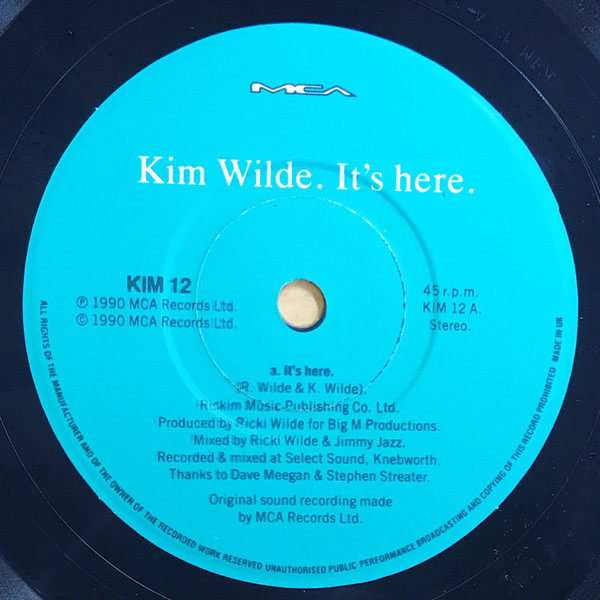 MCA
Kim Wilde. It's here.
KIM 12
℗ 1990 MCA Records Ltd.
© 1990 MCA Records Ltd.
45 r.p.m.
KIM 12 A.
Stereo.
a. It's here.
(R. Wilde & K. Wilde).
Rickim Music Publishing Co. Ltd.
Produced by Ricki Wilde for Big M Productions.
Mixed by Ricki Wilde & Jimmy Jazz.
Recorded & mixed at Select Sound, Knebworth.
Thanks to Dave Meegan & Stephen Streater.
Original sound recording made
by MCA Records Ltd.
ALL RIGHTS OF THE MANUFACTURER AND OF THE OWNER OF THE RECORDED WORK RESERVED UNAUTHORISED PUBLIC PERFORMANCE BROADCASTING AND COPYING OF THIS RECORD PROHIBITED MADE IN UK